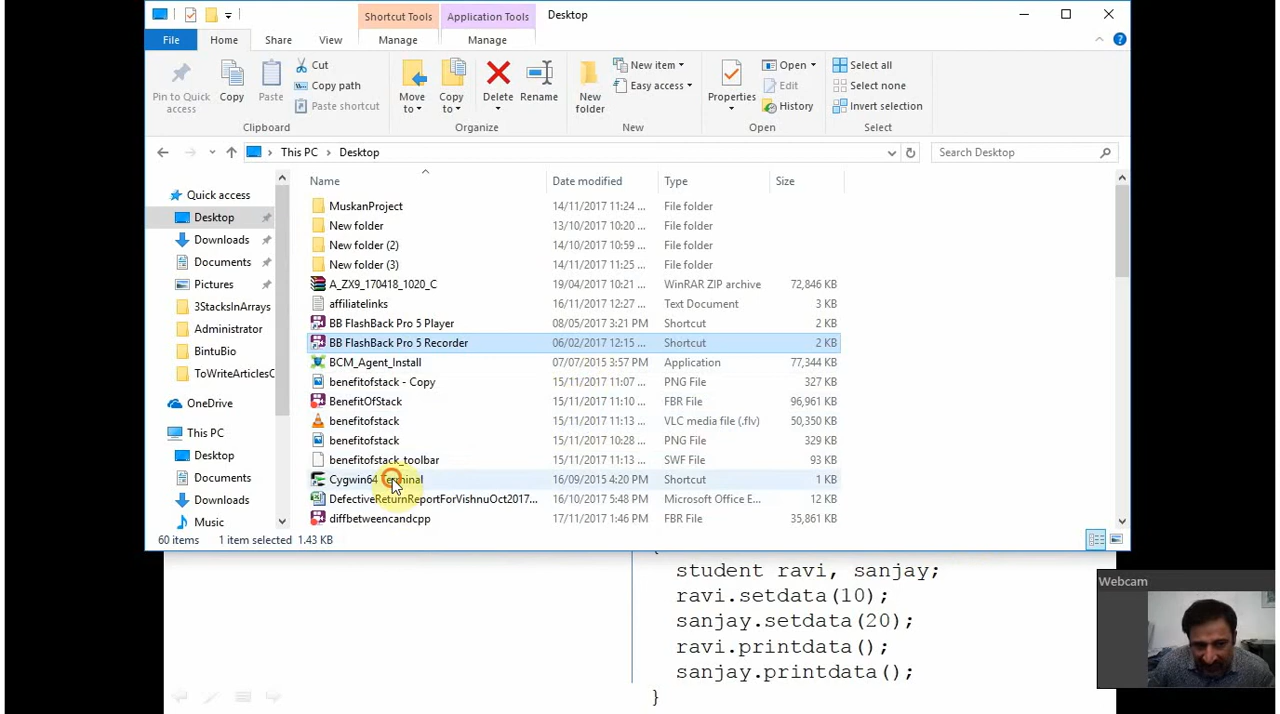 Shortcut Tools Application Tools Desktop
File Home Share View Manage Manage
Pin to Quick access
Copy
Paste
Cut
Copy path
Paste shortcut
Clipboard
Move to
Copy to
Delete
Rename
Organize
New folder
New item
Easy access
New
Properties
Open
Edit
History
Open
Select all
Select none
Invert selection
Select
This PC > Desktop
Search Desktop
Quick access
Desktop
Downloads
Documents
Pictures
3StacksInArrays
Administrator
BintuBio
ToWriteArticlesC
OneDrive
This PC
Desktop
Documents
Downloads
Music
Name Date modified Type Size
MuskanProject 14/11/2017 11:24 ... File folder
New folder 13/10/2017 10:20 ... File folder
New folder (2) 14/10/2017 10:59 ... File folder
New folder (3) 14/11/2017 11:25 ... File folder
A_ZX9_170418_1020_C 19/04/2017 10:21 ... WinRAR ZIP archive 72,846 KB
affiliatelinks 16/11/2017 12:27 ... Text Document 3 KB
BB FlashBack Pro 5 Player 08/05/2017 3:21 PM Shortcut 2 KB
BB FlashBack Pro 5 Recorder 06/02/2017 12:15 ... Shortcut 2 KB
BCM_Agent_Install 07/07/2015 3:57 PM Application 77,344 KB
benefitofstack - Copy 15/11/2017 11:07 ... PNG File 327 KB
BenefitOfStack 15/11/2017 11:10 ... FBR File 96,961 KB
benefitofstack 15/11/2017 11:13 ... VLC media file (.flv) 50,350 KB
benefitofstack 15/11/2017 10:28 ... PNG File 329 KB
benefitofstack_toolbar 15/11/2017 11:13 ... SWF File 93 KB
Cygwin64 Terminal 16/09/2015 4:20 PM Shortcut 1 KB
DefectiveReturnReportForVishnuOct2017... 16/10/2017 5:48 PM Microsoft Office E... 12 KB
diffbetweencandcpp 17/11/2017 1:46 PM FBR File 35,861 KB
60 items 1 item selected 1.43 KB
{
student ravi, sanjay;
ravi.setdata(10);
sanjay.setdata(20);
ravi.printdata();
sanjay.printdata();
}
Webcam